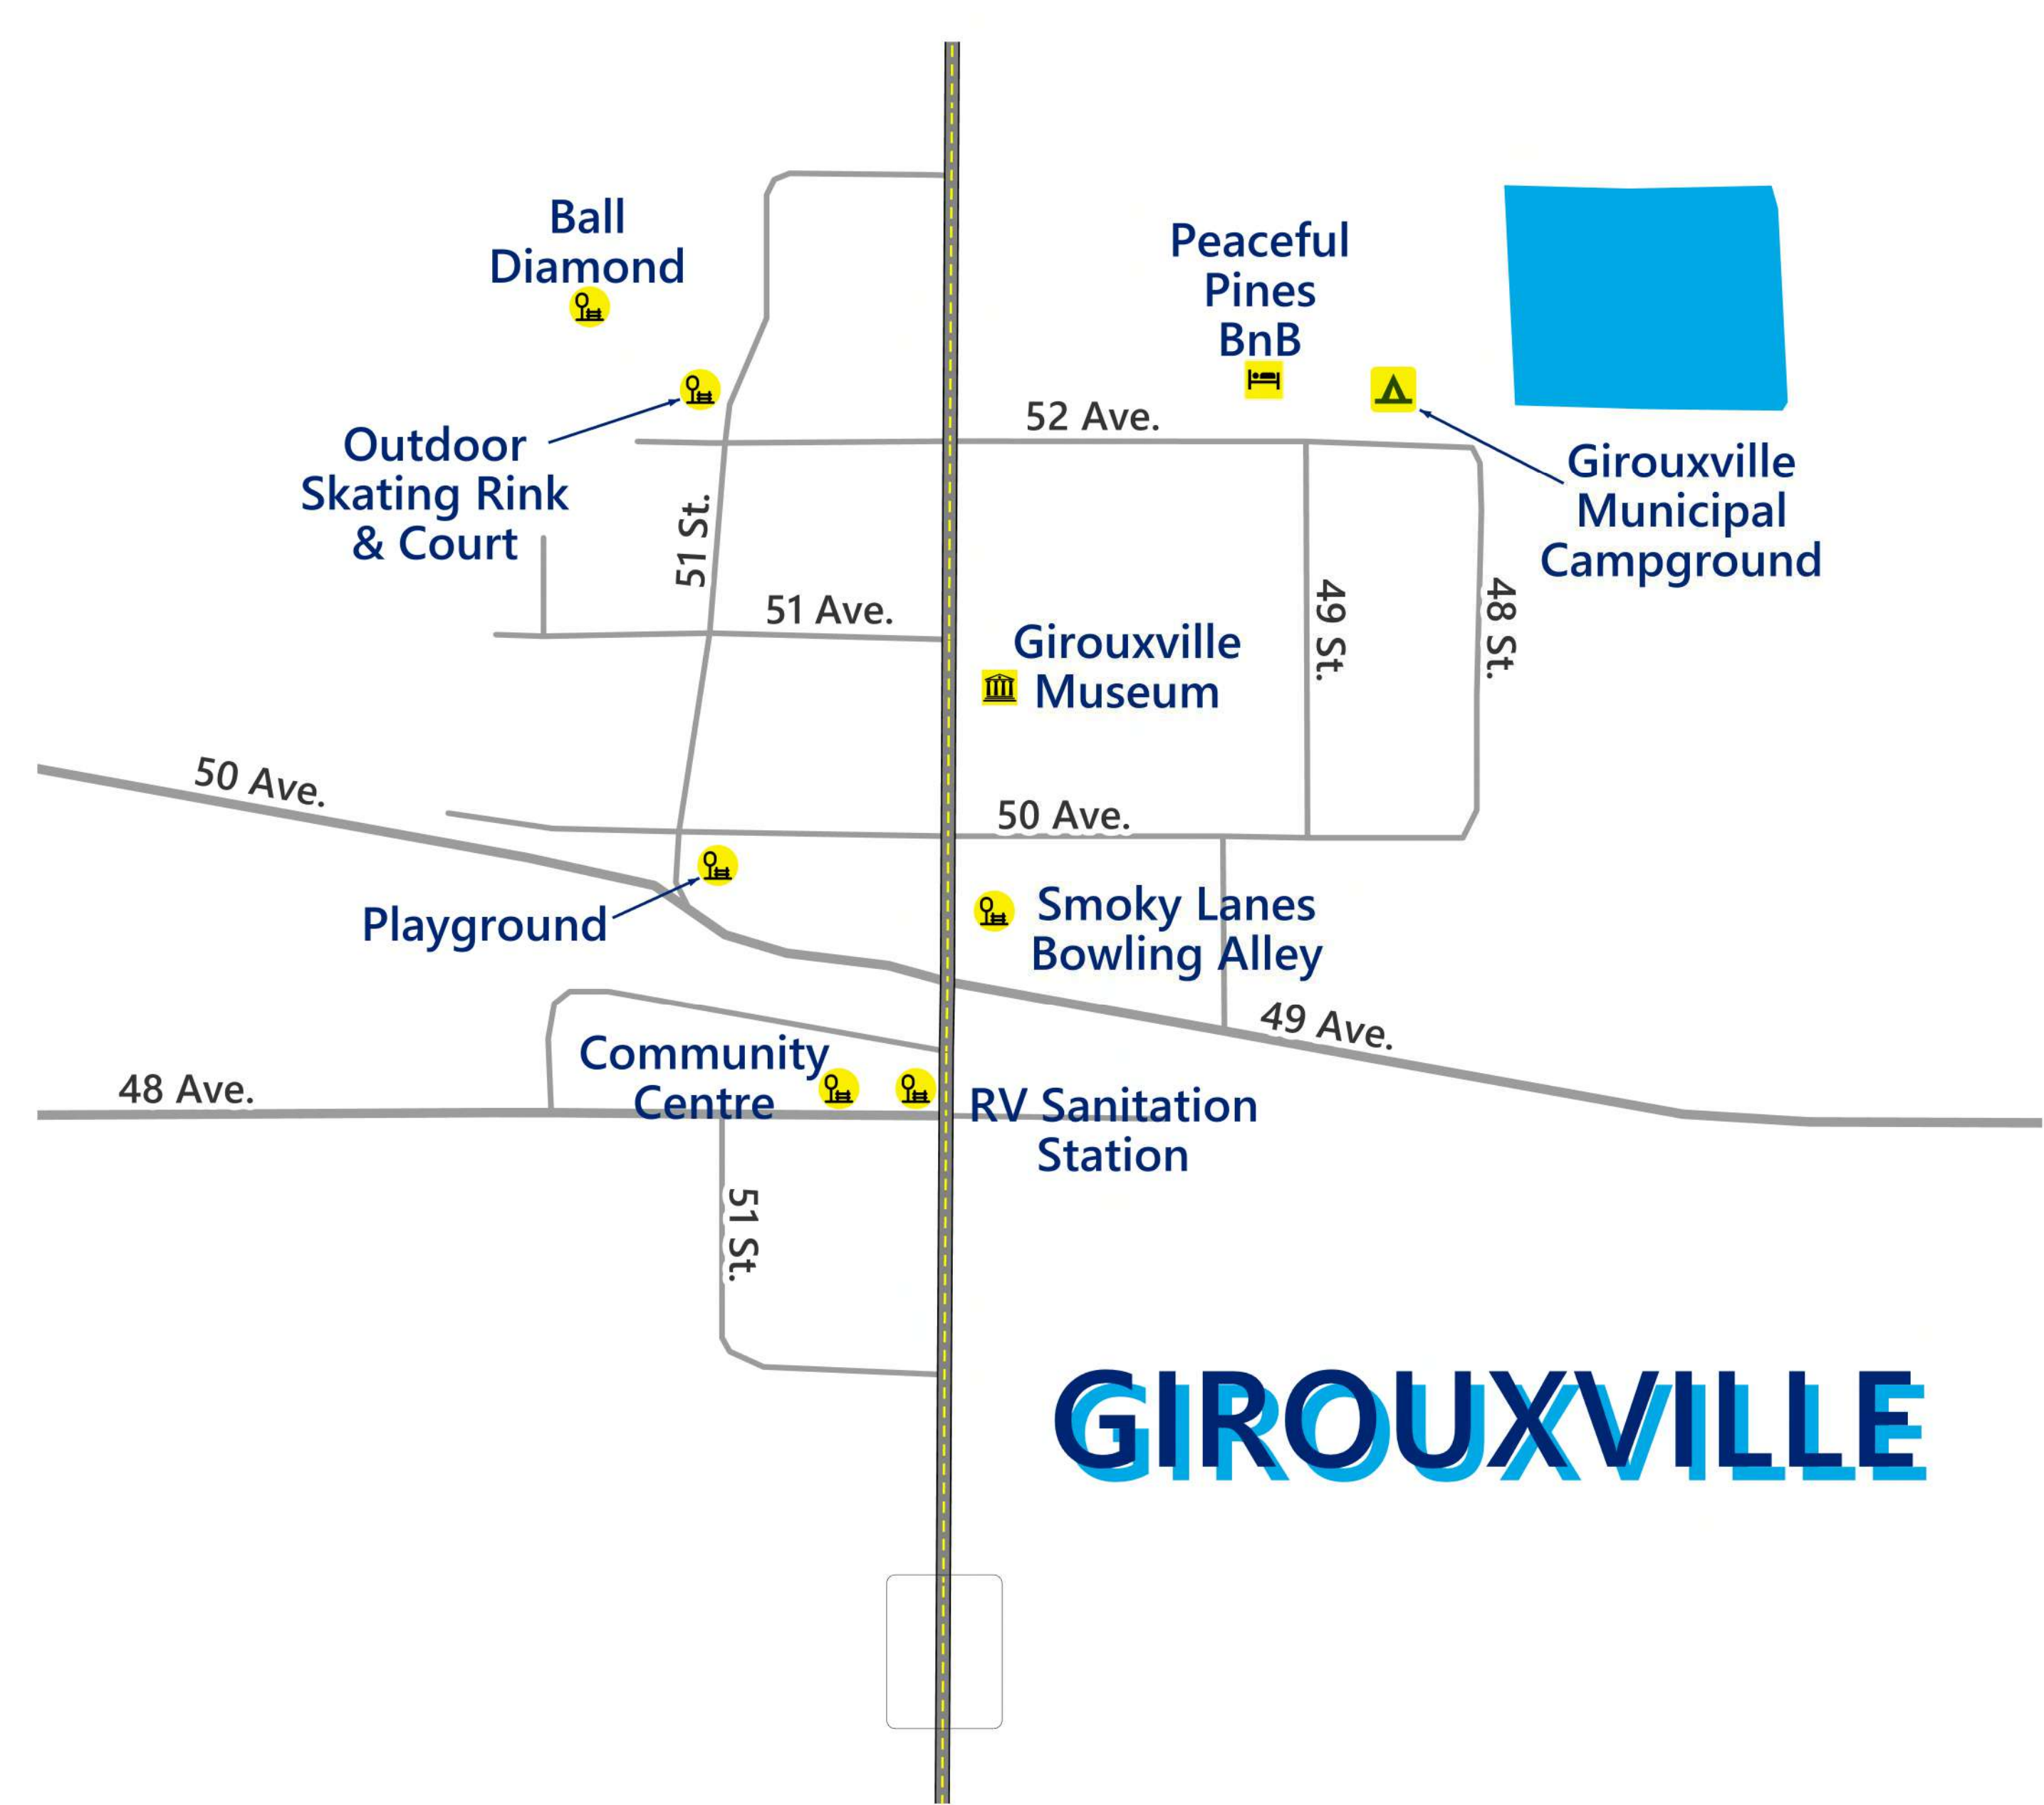 Ball
Diamond
Peaceful
Pines
BnB
52 Ave.
Outdoor
Skating Rink
& Court
Girouxville
Municipal
Campground
51 St.
51 Ave.
49 St.
48 St.
Girouxville
Museum
50 Ave.
50 Ave.
Playground
Smoky Lanes
Bowling Alley
49 Ave.
Community
Centre
48 Ave.
RV Sanitation
Station
51 St.
GIROUXVILLE